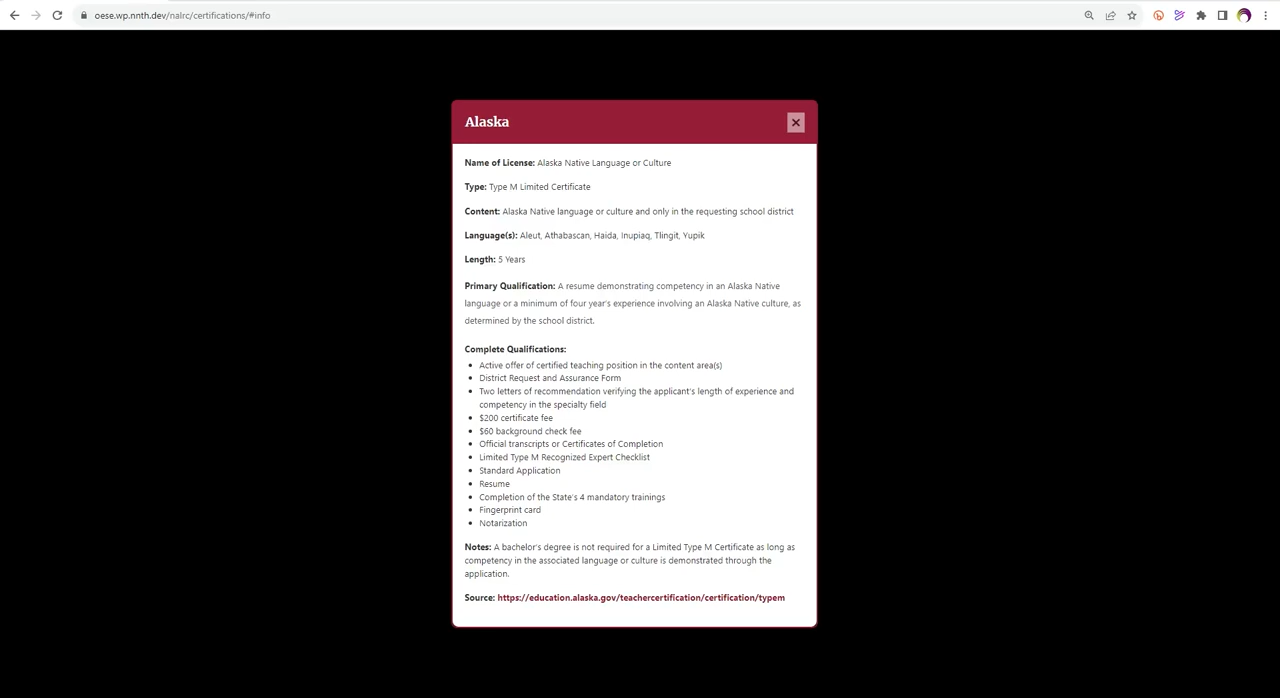 oese.wp.nnth.dev/nalrc/certifications/#info
Alaska
Name of License: Alaska Native Language or Culture
Type: Type M Limited Certificate
Content: Alaska Native language or culture and only in the requesting school district
Language(s): Aleut, Athabascan, Haida, Inupiaq, Tlingit, Yupik
Length: 5 Years
Primary Qualification: A resume demonstrating competency in an Alaska Native
language or a minimum of four year's experience involving an Alaska Native culture, as
determined by the school district.
Complete Qualifications:
• Active offer of certified teaching position in the content area(s)
• District Request and Assurance Form
• Two letters of recommendation verifying the applicant's length of experience and
competency in the specialty field
• $200 certificate fee
• $60 background check fee
• Official transcripts or Certificates of Completion
• Limited Type M Recognized Expert Checklist
• Standard Application
• Resume
• Completion of the State's 4 mandatory trainings
• Fingerprint card
• Notarization
Notes: A bachelor's degree is not required for a Limited Type M Certificate as long as
competency in the associated language or culture is demonstrated through the
application.
Source: https://education.alaska.gov/teachercertification/certification/typem